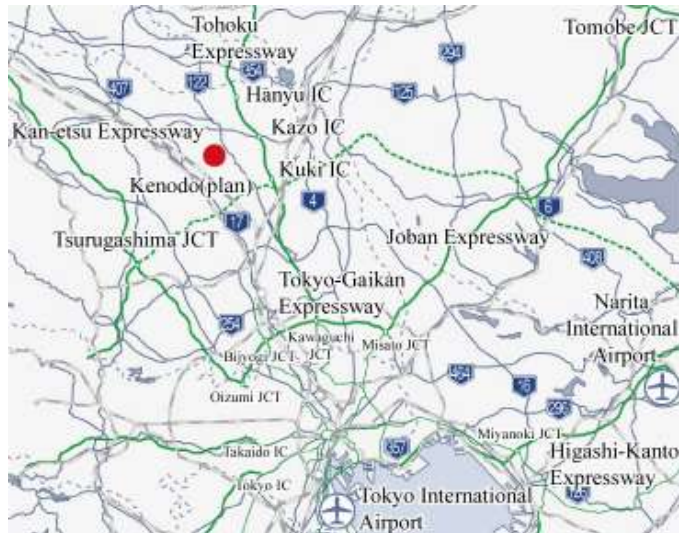 Tohoku
Expressway
Tomobe JCT
294
354
407
122
125
Hanyu IC
Kan-etsu Expressway
Kazo IC
Kuki IC
Kenodo(plan)
4
6
17
Tsurugashima JCT
Joban Expressway
408
Tokyo-Gaikan
Expressway
Narita
International
Airport
254
Kawaguchi
JCT
Misato JCT
Bijyogi JCT
464
16
Oizumi JCT
296
Miyanoki JCT
Takaido IC
357
Higashi-Kanto
Expressway
Tokyo IC
Tokyo International
Airport